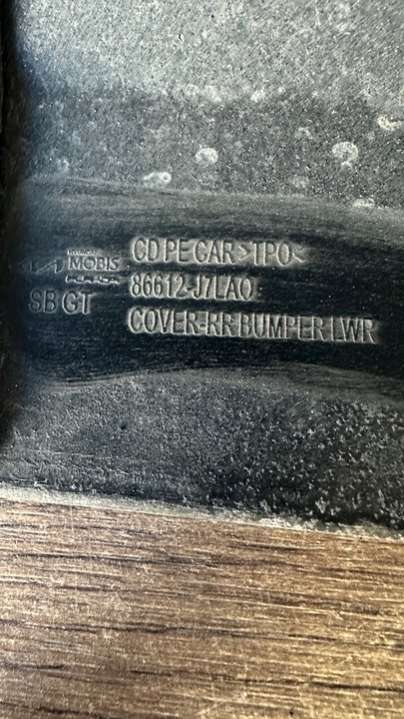 CD PE CAR >TPO<
MOBIS
86612-J7LA0
SB GT
COVER-RR BUMPER LWR